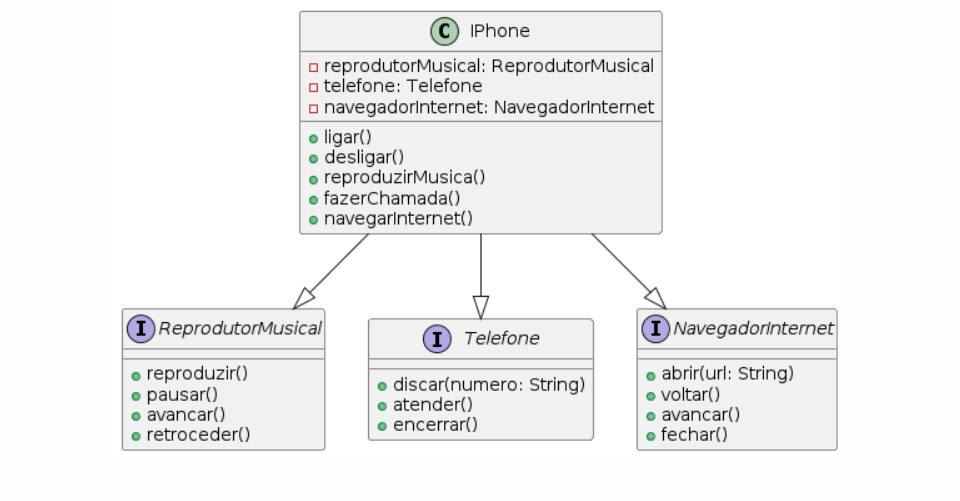 C IPhone
reprodutorMusical: ReprodutorMusical
telefone: Telefone
navegadorInternet: NavegadorInternet
ligar()
desligar()
reproduzirMusica()
fazerChamada()
navegarInternet()
I ReprodutorMusical
reproduzir()
pausar()
avancar()
retroceder()
I Telefone
discar(numero: String)
atender()
encerrar()
I NavegadorInternet
abrir(url: String)
voltar()
avancar()
fechar()